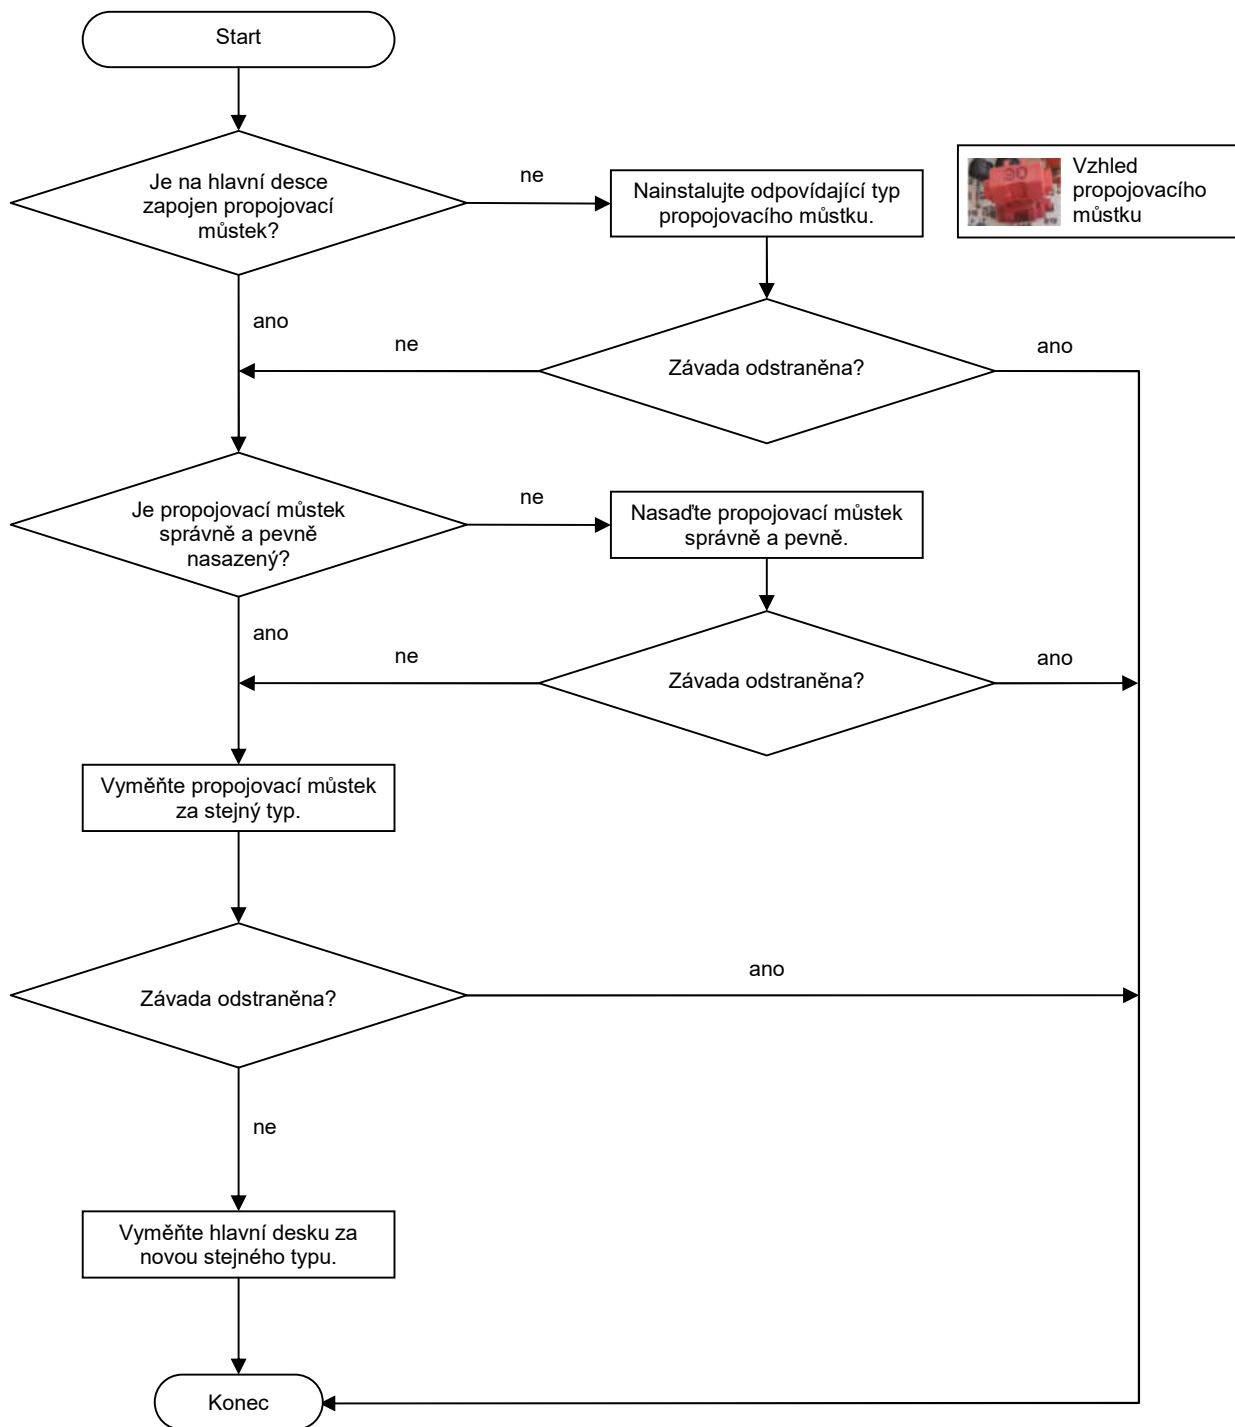 Start
Je na hlavní desce
zapojen propojovací
můstek?
ne
Nainstalujte odpovídající typ
propojovacího můstku.
Vzhled
propojovacího
můstku
ano
ne
Závada odstraněna?
ano
Je propojovací můstek
správně a pevně
nasazený?
ne
Nasaďte propojovací můstek
správně a pevně.
ano
ne
Závada odstraněna?
ano
Vyměňte propojovací můstek
za stejný typ.
Závada odstraněna?
ano
ne
Vyměňte hlavní desku za
novou stejného typu.
Konec